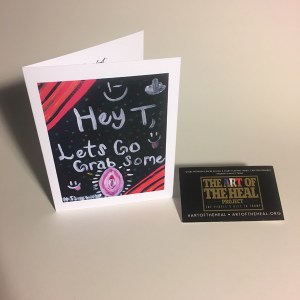 Hey T,
Lets Go
Grab Some
THE ART OF
THE HEAL
PROJECT
#ARTOFTHEHEAL • ARTOFTHEHEAL.ORG